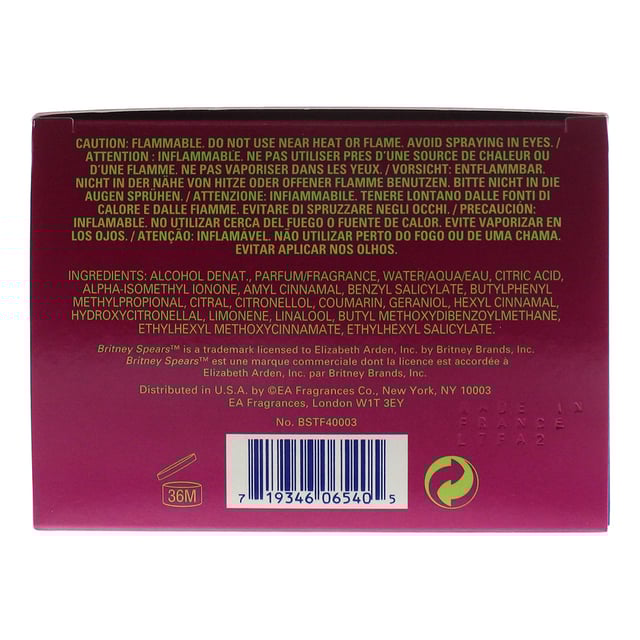 CAUTION: FLAMMABLE. DO NOT USE NEAR HEAT OR FLAME. AVOID SPRAYING IN EYES. /
ATTENTION : INFLAMMABLE. NE PAS UTILISER PRES D'UNE SOURCE DE CHALEUR OU
D'UNE FLAMME. NE PAS VAPORISER DANS LES YEUX. / VORSICHT: ENTFLAMMBAR.
NICHT IN DER NÄHE VON HITZE ODER OFFENER FLAMME BENUTZEN. BITTE NICHT IN DIE
AUGEN SPRÜHEN. / ATTENZIONE: INFIAMMABILE. TENERE LONTANO DALLE FONTI DI
CALORE E DALLE FIAMME. EVITARE DI SPRUZZARE NEGLI OCCHI. / PRECAUCIÓN:
INFLAMABLE. NO UTILIZAR CERCA DEL FUEGO O FUENTE DE CALOR. EVITE VAPORIZAR EN
LOS OJOS. / ATENÇÃO: INFLAMÁVEL. NÃO UTILIZAR PERTO DO FOGO OU DE UMA CHAMA.
EVITAR APLICAR NOS OLHOS.
INGREDIENTS: ALCOHOL DENAT., PARFUM/FRAGRANCE, WATER/AQUA/EAU, CITRIC ACID,
ALPHA-ISOMETHYL IONONE, AMYL CINNAMAL, BENZYL SALICYLATE, BUTYLPHENYL
METHYLPROPIONAL, CITRAL, CITRONELLOL, COUMARIN, GERANIOL, HEXYL CINNAMAL,
HYDROXYCITRONELLAL, LIMONENE, LINALOOL, BUTYL METHOXYDIBENZOYLMETHANE,
ETHYLHEXYL METHOXYCINNAMATE, ETHYLHEXYL SALICYLATE.
Britney Spears™ is a trademark licensed to Elizabeth Arden, Inc. by Britney Brands, Inc.
Britney Spears™ est une marque commerciale dont la licence est accordée à
Elizabeth Arden, Inc. par Britney Brands, Inc.
Distributed in U.S.A. by ©EA Fragrances Co., New York, NY 10003
EA Fragrances, London W1T 3EY
No. BSTF40003
MADE IN
FRANCE
L7FA2
36M
7 19346 06540 5